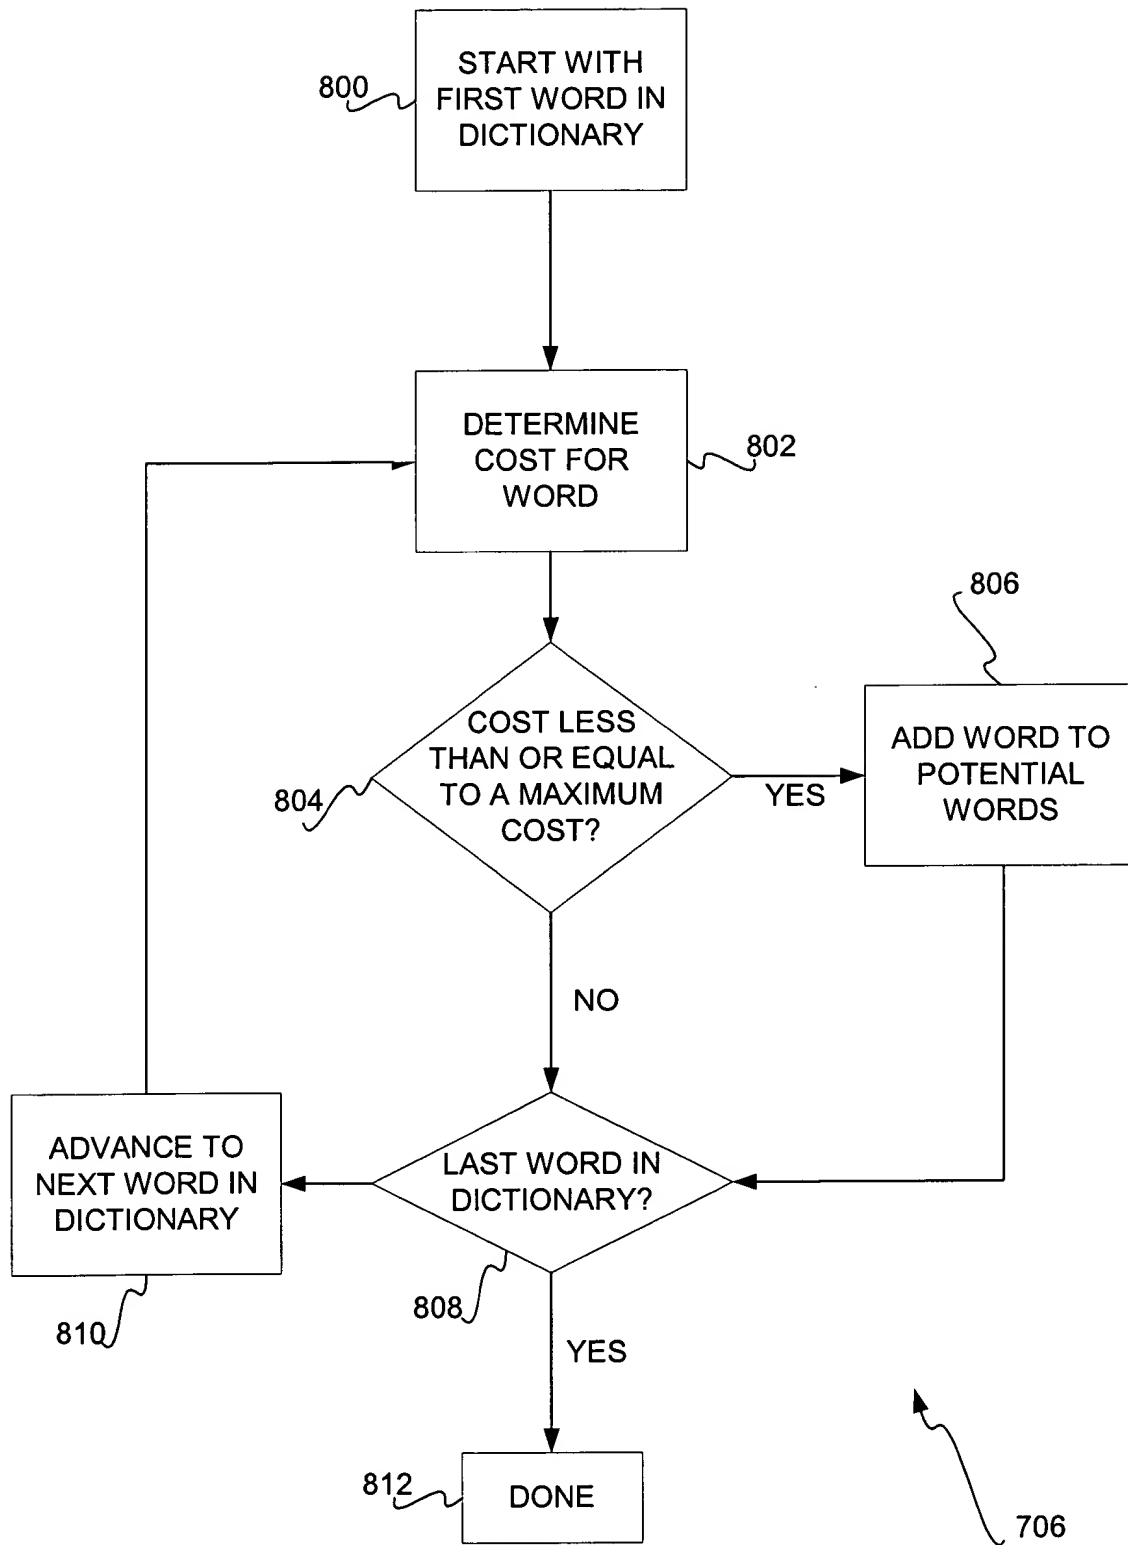 START WITH
FIRST WORD IN
DICTIONARY
800
DETERMINE
COST FOR
WORD
802
COST LESS
THAN OR EQUAL
TO A MAXIMUM
COST?
804
YES
806
ADD WORD TO
POTENTIAL
WORDS
NO
LAST WORD IN
DICTIONARY?
808
ADVANCE TO
NEXT WORD IN
DICTIONARY
810
YES
812
DONE
706